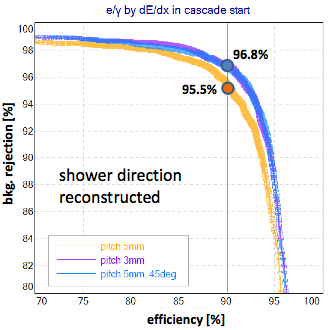 e/γ by dE/dx in cascade start
100
98
96
94
92
90
88
86
84
82
80
bkg. rejection [%]
96.8%
95.5%
shower direction
reconstructed
pitch 5mm
pitch 3mm
pitch 5mm, 45deg
70 75 80 85 90 95 100
efficiency [%]